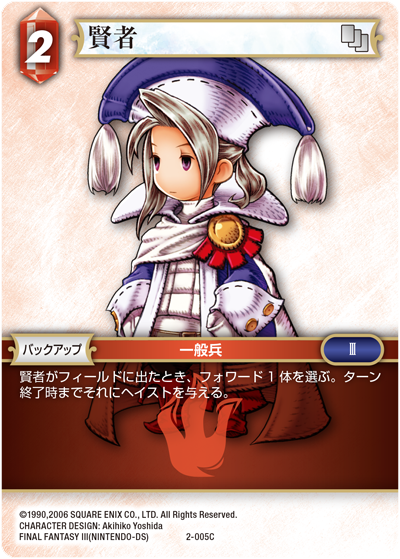 2
賢者
バックアップ
一般兵
III
賢者がフィールドに出たとき、フォワード1体を選ぶ。ターン
終了時までそれにヘイストを与える。
©1990,2006 SQUARE ENIX CO., LTD. All Rights Reserved.
CHARACTER DESIGN: Akihiko Yoshida
FINAL FANTASY III(NINTENDO-DS)
2-005C